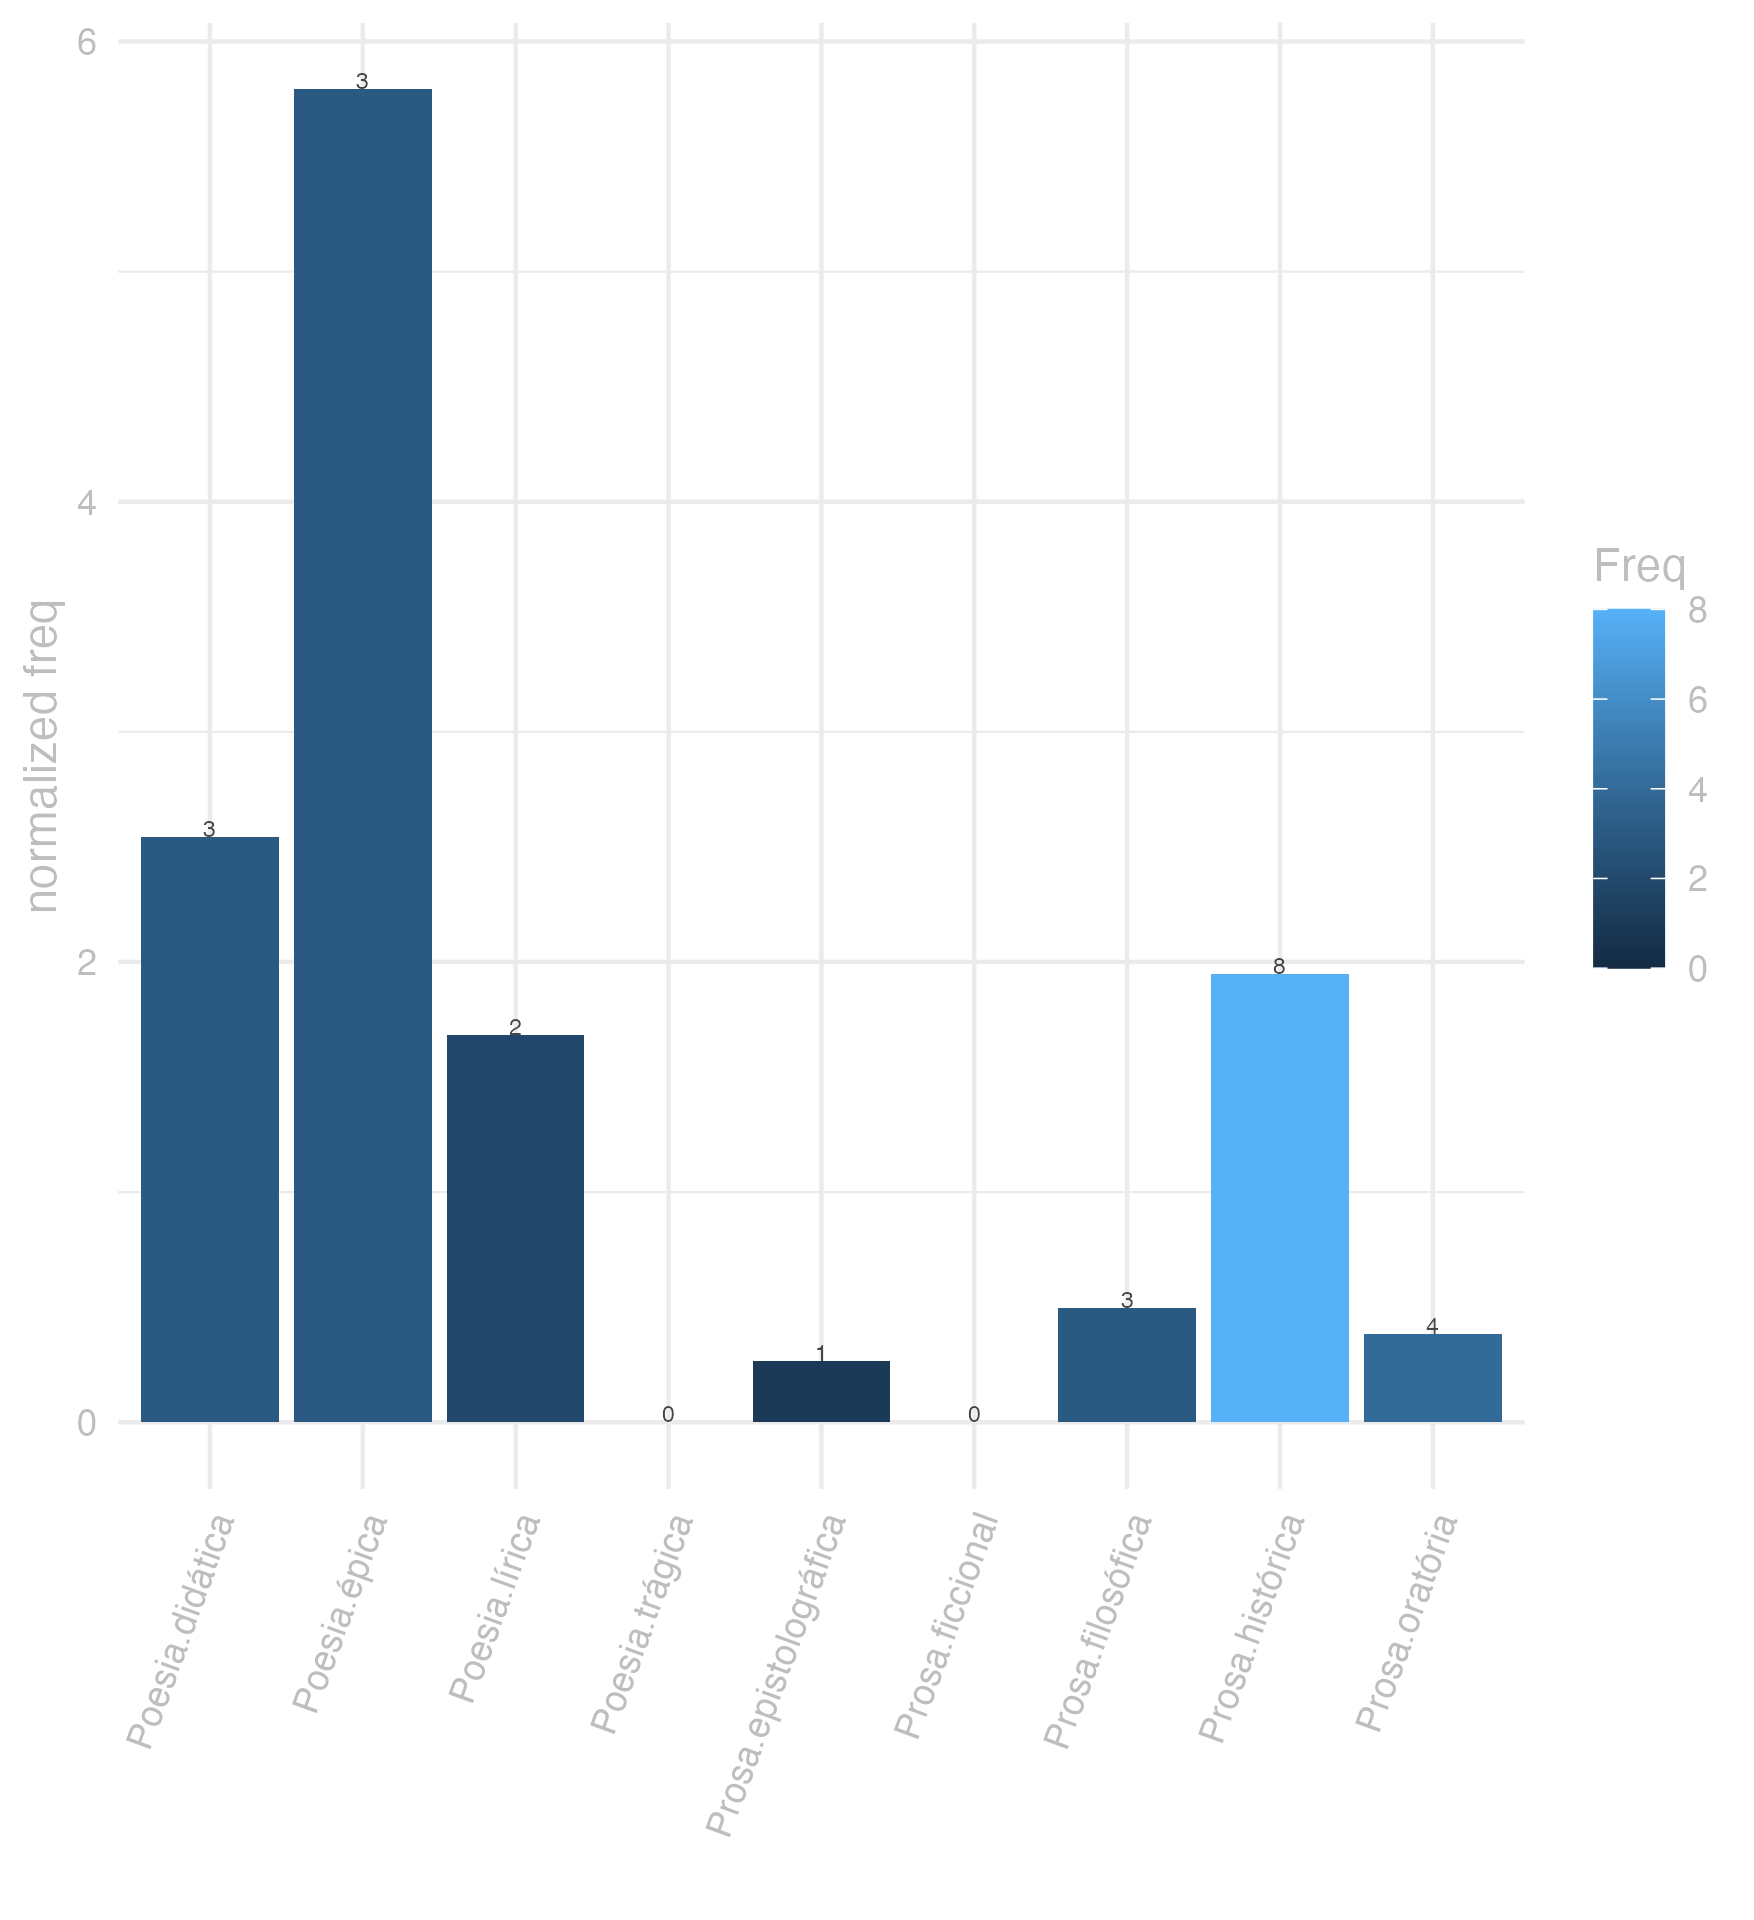 6
4
2
0
normalized freq
3
3
2
0
1
0
3
8
4
Poesia.didática
Poesia.épica
Poesia.lírica
Poesia.trágica
Prosa.epistolográfica
Prosa.ficcional
Prosa.filosófica
Prosa.histórica
Prosa.oratória
Freq
8
6
4
2
0